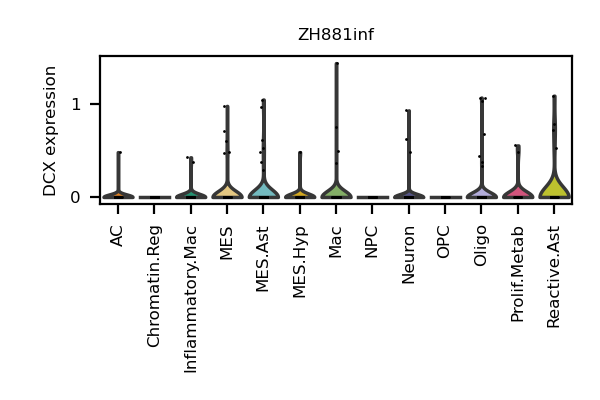 ZH881inf
DCX expression
1
0
AC
Chromatin.Reg
Inflammatory.Mac
MES
MES.Ast
MES.Hyp
Mac
NPC
Neuron
OPC
Oligo
Prolif.Metab
Reactive.Ast